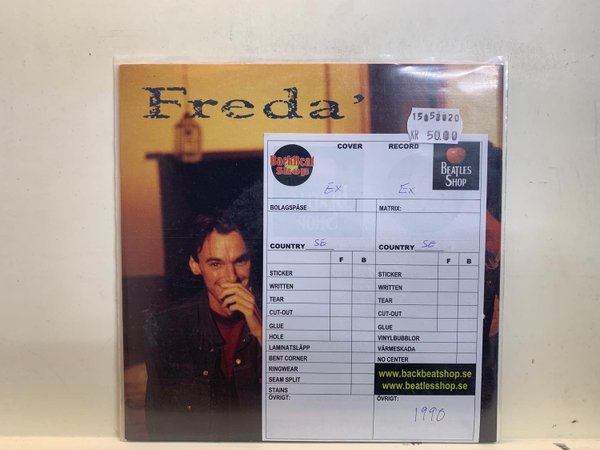 Freda'
15053020
KR 50.00
COVER RECORD
BackBeat Shop
BEATLES SHOP
Ex Ex
BOLAGSPÅSE MATRIX:
COUNTRY SE COUNTRY SE
F B F B
STICKER STICKER
WRITTEN WRITTEN
TEAR TEAR
CUT-OUT CUT-OUT
GLUE GLUE
HOLE VINYLBUBBLOR
LAMINATSLÄPP VÄRMESKADA
BENT CORNER NO CENTER
RINGWEAR
SEAM SPLIT
STAINS
www.backbeatshop.se
www.beatlesshop.se
ÖVRIGT: ÖVRIGT:
1990